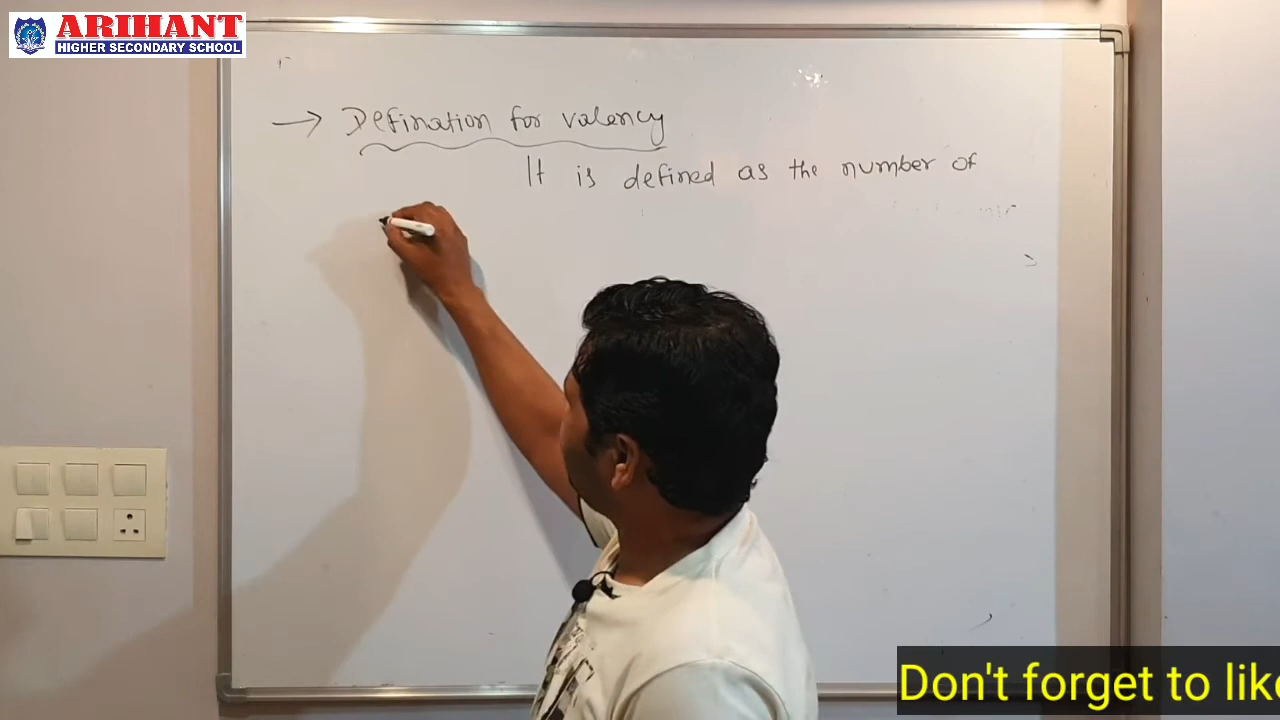 ARIHANT
HIGHER SECONDARY SCHOOL
→ Defination for valency
It is defined as the number of
Don't forget to like